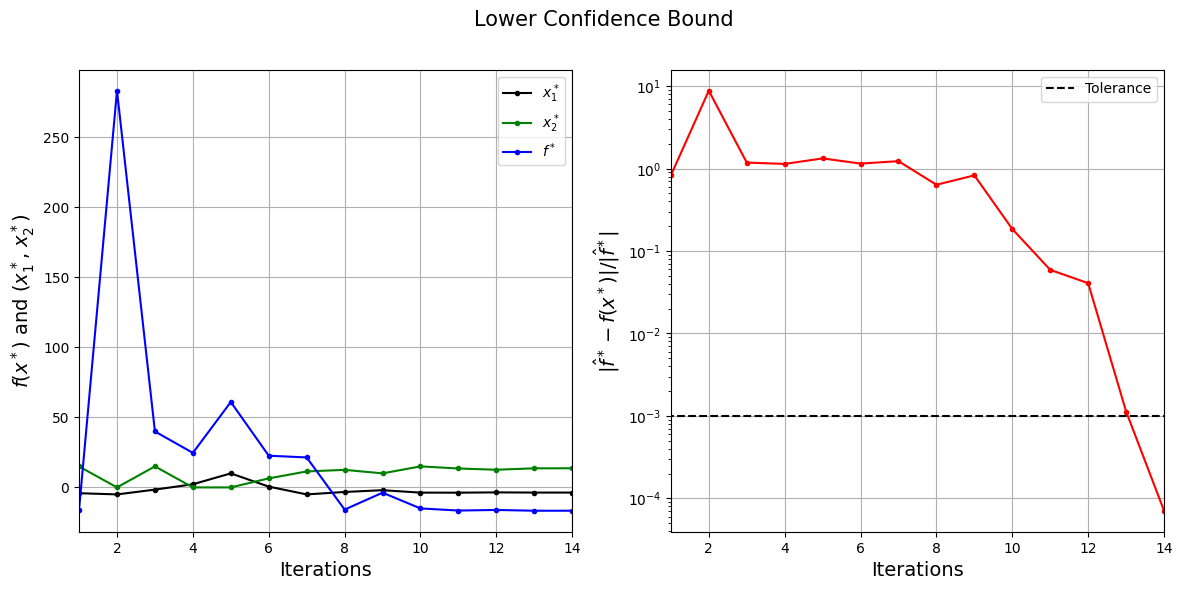 Lower Confidence Bound
f(x*) and (x₁*, x₂*)
250
200
150
100
50
0
x₁*
x₂*
f*
2 4 6 8 10 12 14
Iterations
|f̂* − f(x*)|/|f̂*|
10¹
10⁰
10⁻¹
10⁻²
10⁻³
10⁻⁴
Tolerance
2 4 6 8 10 12 14
Iterations